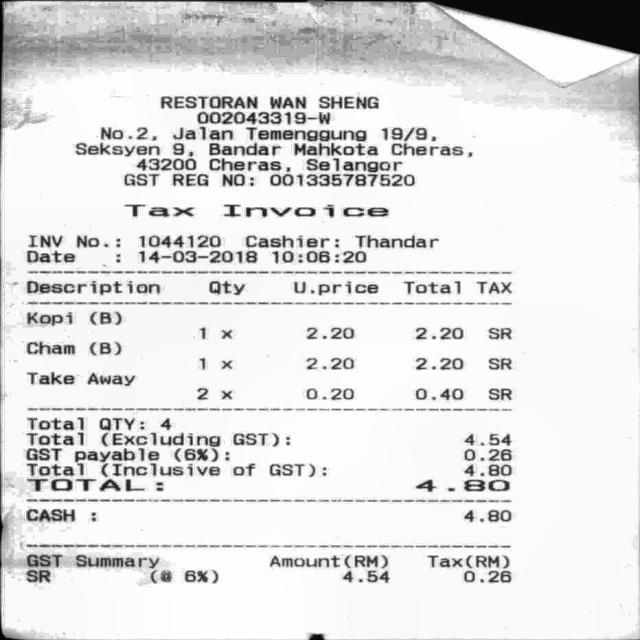 RESTORAN WAN SHENG
002043319-W
No.2, Jalan Temenggung 19/9,
Seksyen 9, Bandar Mahkota Cheras,
43200 Cheras, Selangor
GST REG NO: 001335787520
Tax Invoice
INV No.: 1044120 Cashier: Thandar
Date : 14-03-2018 10:06:20
Description Qty U.price Total TAX
Kopi (B)
1 x 2.20 2.20 SR
Cham (B)
1 x 2.20 2.20 SR
Take Away
2 x 0.20 0.40 SR
Total QTY: 4
Total (Excluding GST): 4.54
GST payable (6%): 0.26
Total (Inclusive of GST): 4.80
TOTAL: 4.80
CASH : 4.80
GST Summary Amount(RM) Tax(RM)
SR (@ 6%) 4.54 0.26